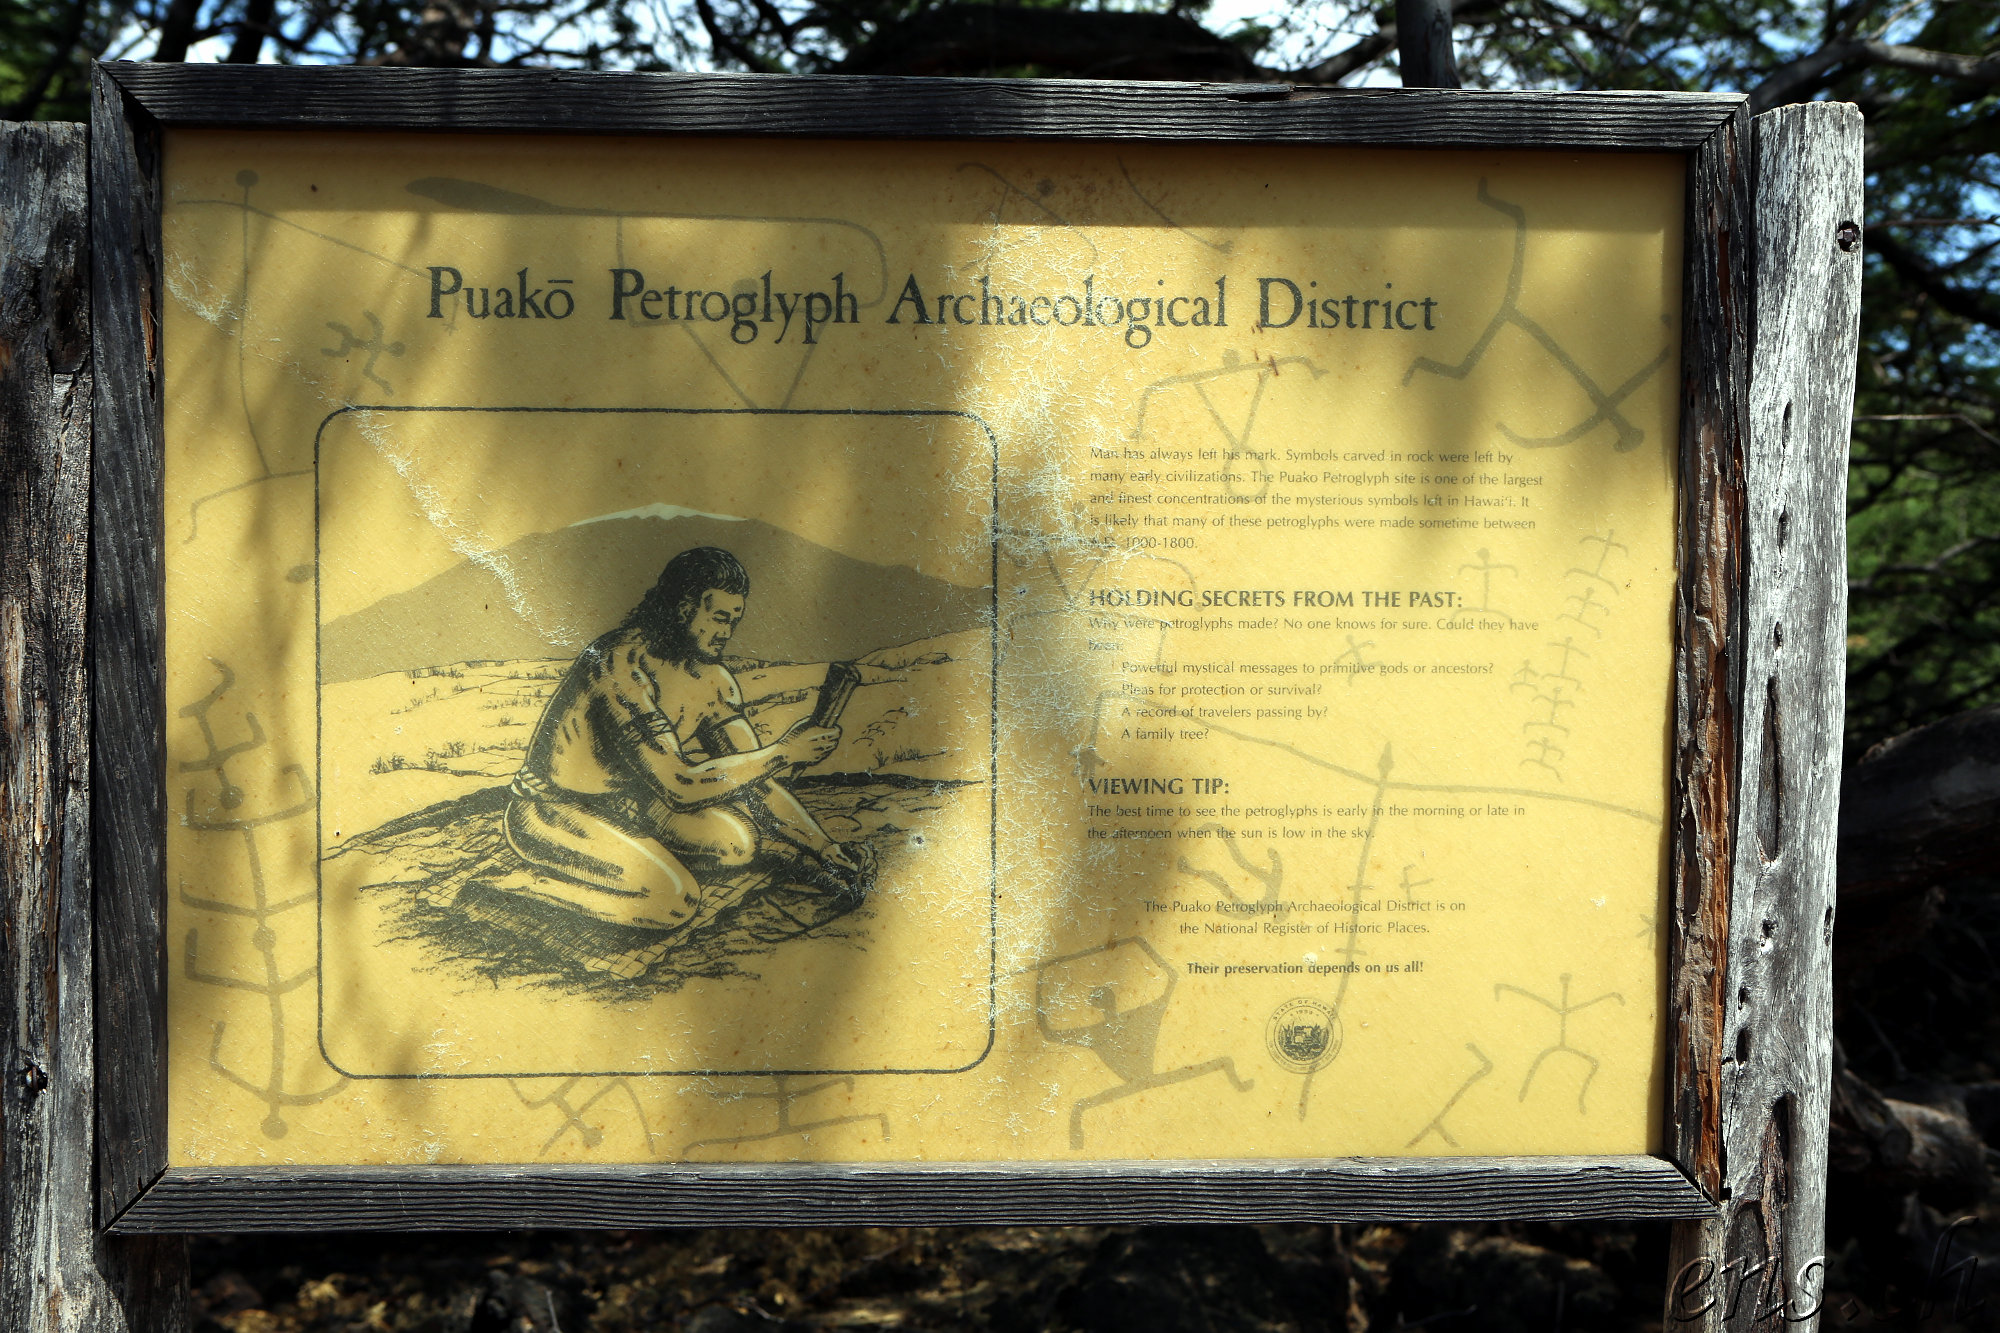 Puakō Petroglyph Archaeological District
Man has always left his mark. Symbols carved in rock were left by
many early civilizations. The Puako Petroglyph site is one of the largest
and finest concentrations of the mysterious symbols left in Hawai'i. It
is likely that many of these petroglyphs were made sometime between
A.D. 1000-1800.
HOLDING SECRETS FROM THE PAST:
Why were petroglyphs made? No one knows for sure. Could they have
been:
Powerful mystical messages to primitive gods or ancestors?
Pleas for protection or survival?
A record of travelers passing by?
A family tree?
VIEWING TIP:
The best time to see the petroglyphs is early in the morning or late in
the afternoon when the sun is low in the sky.
The Puako Petroglyph Archaeological District is on
the National Register of Historic Places.
Their preservation depends on us all!
STATE OF HAWAII
1959